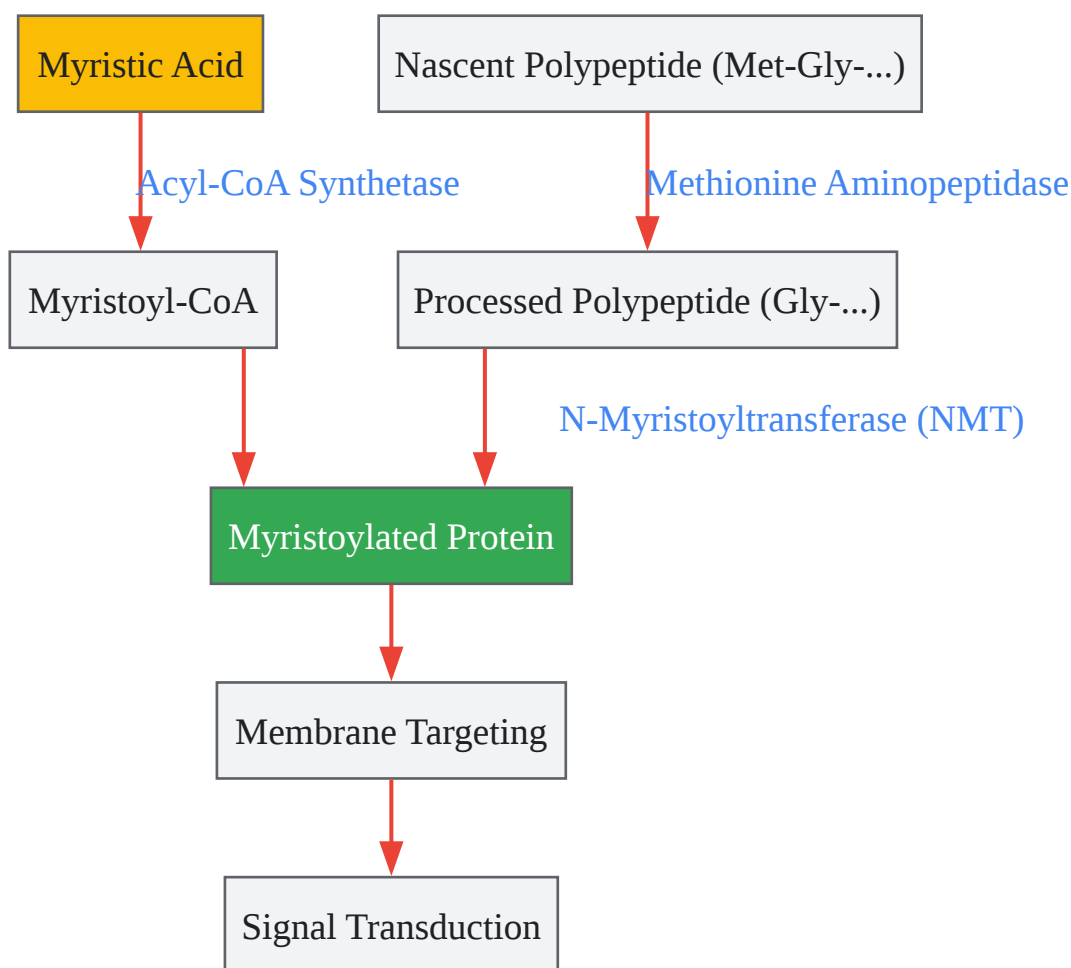 Myristic Acid
Nascent Polypeptide (Met-Gly-...)
Acyl-CoA Synthetase
Methionine Aminopeptidase
Myristoyl-CoA
Processed Polypeptide (Gly-...)
N-Myristoyltransferase (NMT)
Myristoylated Protein
Membrane Targeting
Signal Transduction